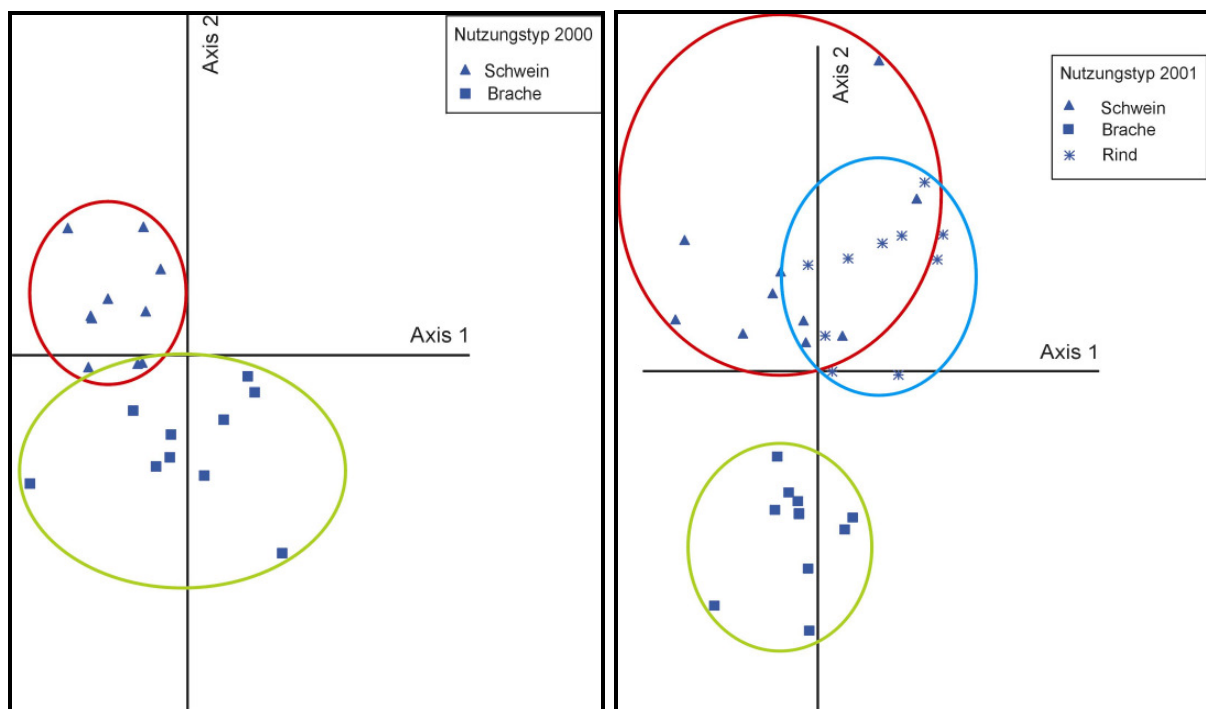 Axis 2
Nutzungstyp 2000
Schwein
Brache
Axis 1
Axis 2
Nutzungstyp 2001
Schwein
Brache
Rind
Axis 1